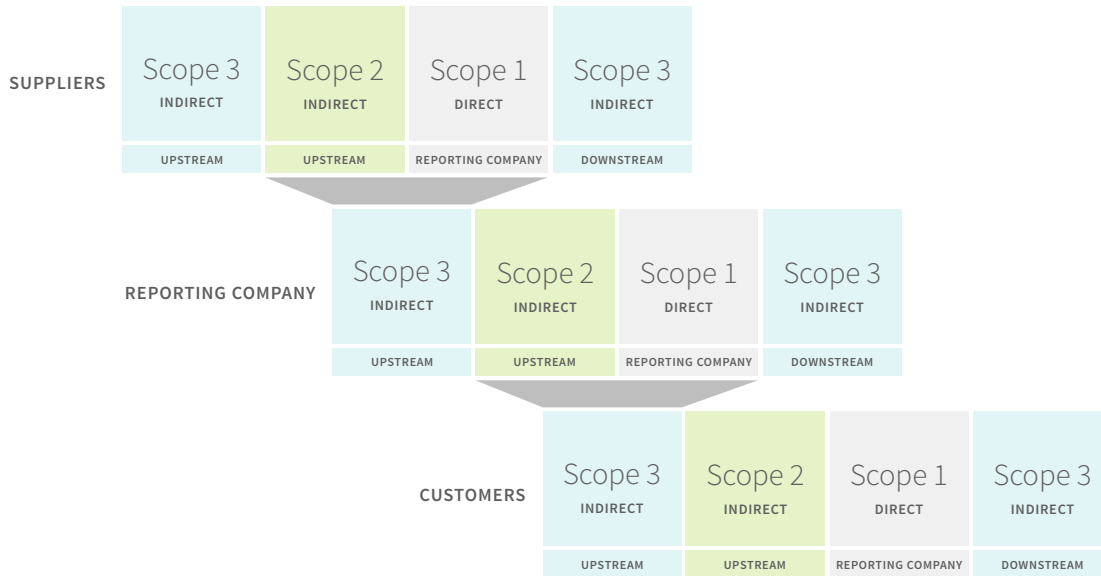 SUPPLIERS
Scope 3 Scope 2 Scope 1 Scope 3
INDIRECT INDIRECT DIRECT INDIRECT
UPSTREAM UPSTREAM REPORTING COMPANY DOWNSTREAM
REPORTING COMPANY
Scope 3 Scope 2 Scope 1 Scope 3
INDIRECT INDIRECT DIRECT INDIRECT
UPSTREAM UPSTREAM REPORTING COMPANY DOWNSTREAM
CUSTOMERS
Scope 3 Scope 2 Scope 1 Scope 3
INDIRECT INDIRECT DIRECT INDIRECT
UPSTREAM UPSTREAM REPORTING COMPANY DOWNSTREAM